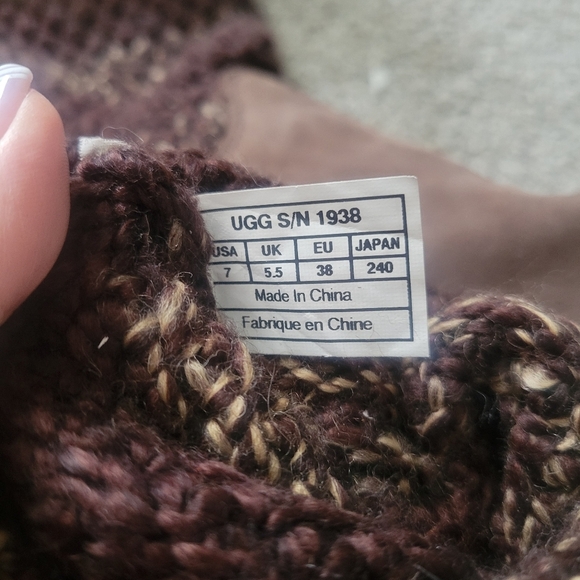 UGG S/N 1938
USA UK EU JAPAN
7 5.5 38 240
Made In China
Fabrique en Chine